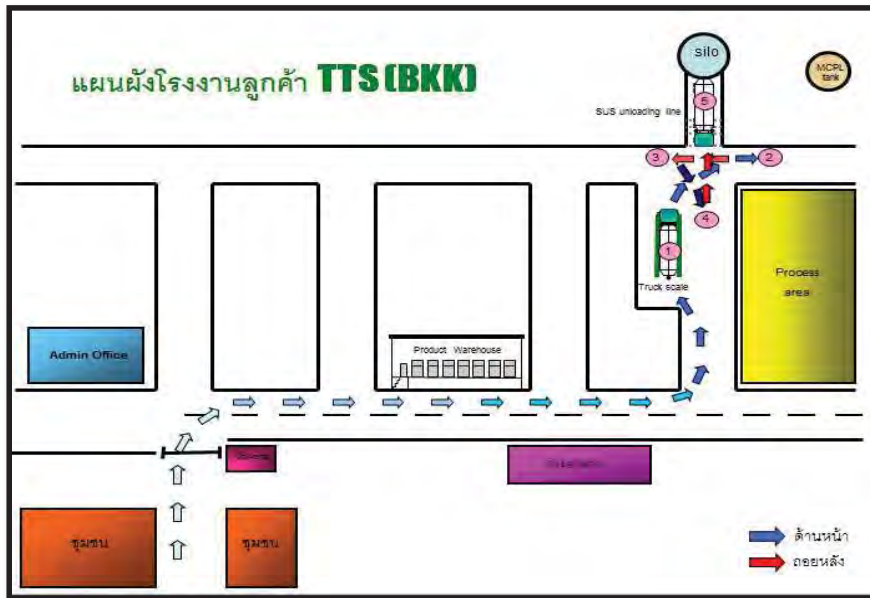 แผนผังโรงงานลูกค้า TTS (BKK)
silo
MCPL
tank
5
SUS unloading line
3
2
4
1
Truck scale
Process
area
Admin Office
Product Warehouse
ชุมชน
ชุมชน
ด้านหน้า
ถอยหลัง